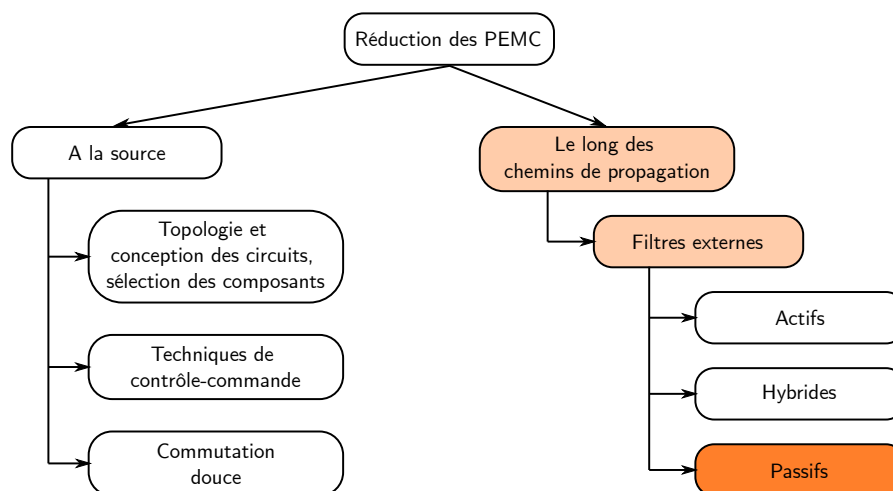 Réduction des PEMC
A la source
Le long des
chemins de propagation
Topologie et
conception des circuits,
sélection des composants
Filtres externes
Actifs
Techniques de
contrôle-commande
Hybrides
Commutation
douce
Passifs